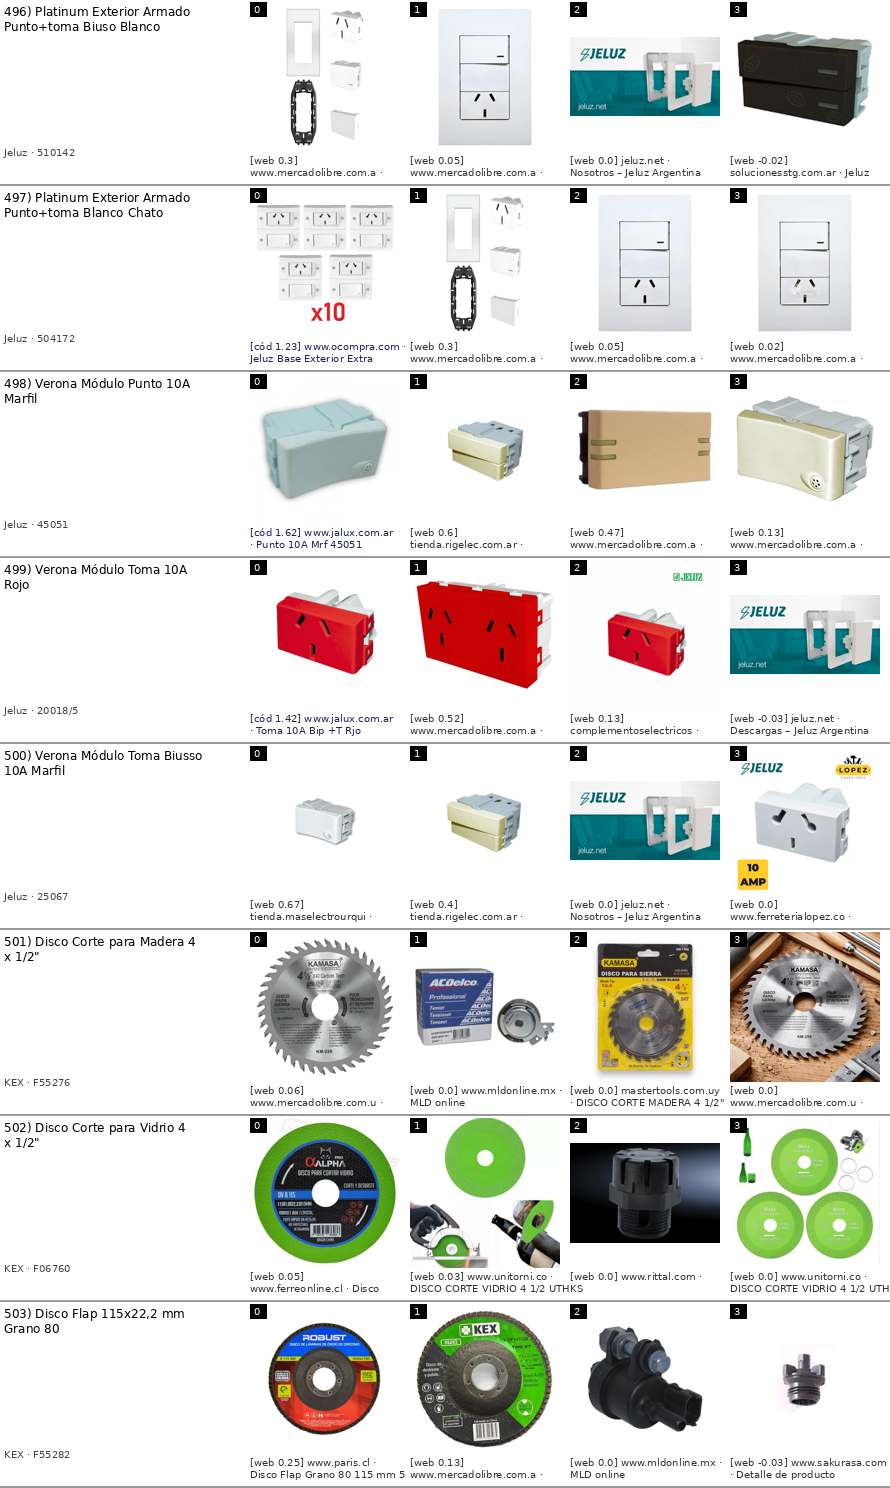 496) Platinum Exterior Armado
Punto+toma Biuso Blanco
Jeluz · 510142
0
[web 0.3]
www.mercadolibre.com.a ·
1
[web 0.05]
www.mercadolibre.com.a ·
2
JELUZ
jeluz.net
[web 0.0] jeluz.net ·
Nosotros – Jeluz Argentina
3
[web -0.02]
solucionesstg.com.ar · Jeluz
497) Platinum Exterior Armado
Punto+toma Blanco Chato
Jeluz · 504172
0
x10
[cód 1.23] www.ocompra.com ·
Jeluz Base Exterior Extra
1
[web 0.3]
www.mercadolibre.com.a ·
2
[web 0.05]
www.mercadolibre.com.a ·
3
[web 0.02]
www.mercadolibre.com.a ·
498) Verona Módulo Punto 10A
Marfil
Jeluz · 45051
0
[cód 1.62] www.jalux.com.ar
· Punto 10A Mrf 45051
1
[web 0.6]
tienda.rigelec.com.ar ·
2
[web 0.47]
www.mercadolibre.com.a ·
3
[web 0.13]
www.mercadolibre.com.a ·
499) Verona Módulo Toma 10A
Rojo
Jeluz · 20018/5
0
[cód 1.42] www.jalux.com.ar
· Toma 10A Bip +T Rjo
1
[web 0.52]
www.mercadolibre.com.a ·
2
JELUZ
[web 0.13]
complementoselectricos ·
3
JELUZ
jeluz.net
[web -0.03] jeluz.net ·
Descargas – Jeluz Argentina
500) Verona Módulo Toma Biusso
10A Marfil
Jeluz · 25067
0
[web 0.67]
tienda.maselectrourqui ·
1
[web 0.4]
tienda.rigelec.com.ar ·
2
JELUZ
jeluz.net
[web 0.0] jeluz.net ·
Nosotros – Jeluz Argentina
3
JELUZ
LOPEZ
10
AMP
[web 0.0]
www.ferreterialopez.co ·
501) Disco Corte para Madera 4
x 1/2"
KEX · F55276
0
KAMASA
[web 0.06]
www.mercadolibre.com.u ·
1
ACDelco
Professional
Tensor
[web 0.0] www.mldonline.mx ·
MLD online
2
KAMASA
DISCO PARA SIERRA
[web 0.0] mastertools.com.uy
· DISCO CORTE MADERA 4 1/2"
3
KAMASA
[web 0.0]
www.mercadolibre.com.u ·
502) Disco Corte para Vidrio 4
x 1/2"
KEX · F06760
0
ALPHA
PRO
DISCO PARA CORTAR VIDRIO
[web 0.05]
www.ferreonline.cl · Disco
1
[web 0.03] www.unitorni.co ·
DISCO CORTE VIDRIO 4 1/2 UTHKS
2
[web 0.0] www.rittal.com ·
3
[web 0.0] www.unitorni.co ·
DISCO CORTE VIDRIO 4 1/2 UTH
503) Disco Flap 115x22,2 mm
Grano 80
KEX · F55282
0
ROBUST
[web 0.25] www.paris.cl ·
Disco Flap Grano 80 115 mm 5
1
KEX
[web 0.13]
www.mercadolibre.com.a ·
2
[web 0.0] www.mldonline.mx ·
MLD online
3
[web -0.03] www.sakurasa.com
· Detalle de producto